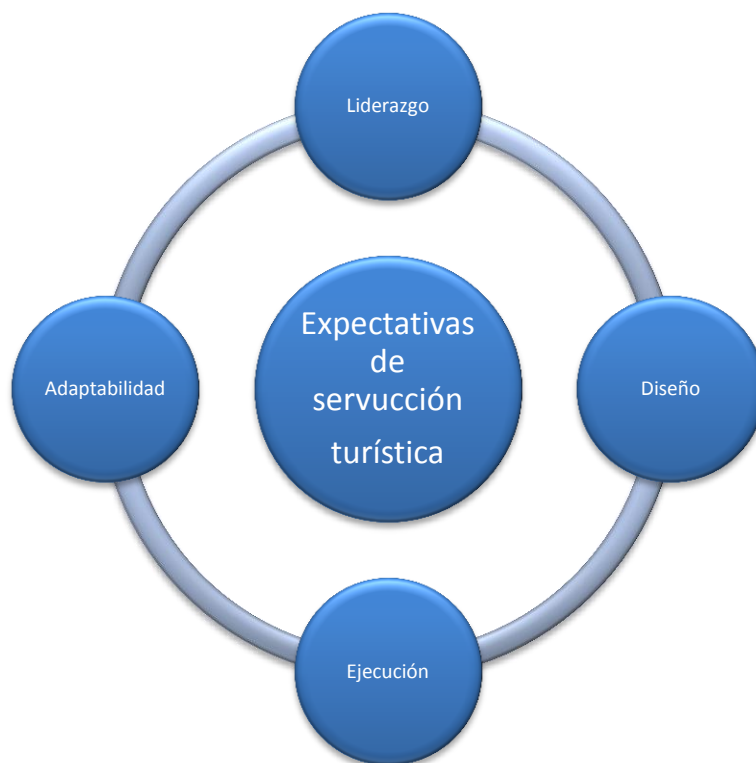 Liderazgo
Adaptabilidad
Expectativas
de
servucción
turística
Diseño
Ejecución